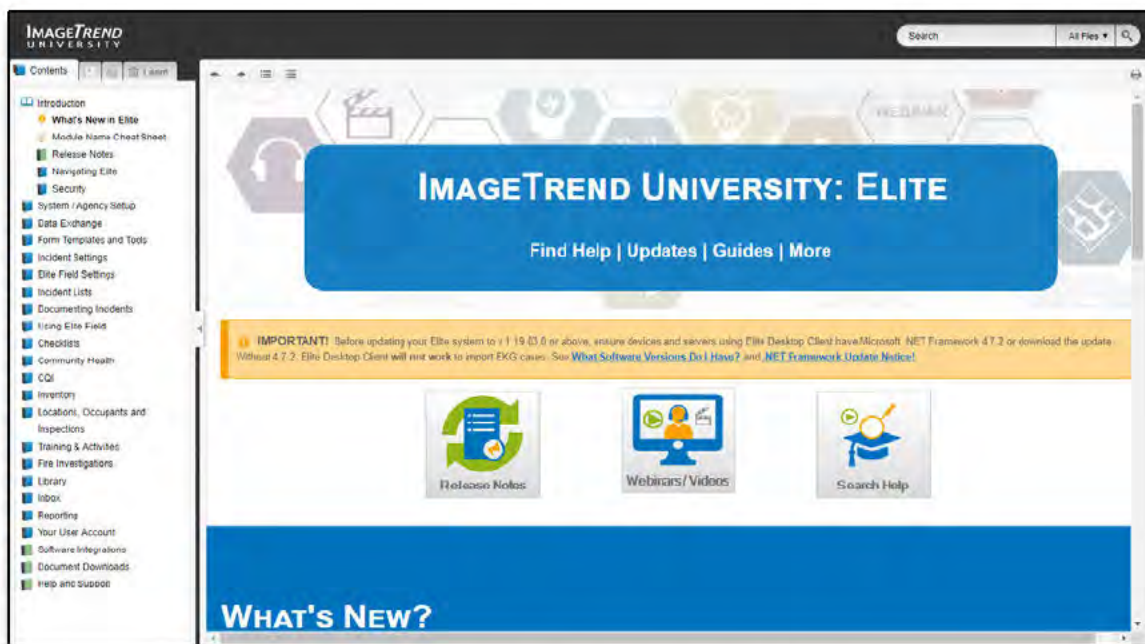 IMAGETREND
UNIVERSITY
Search
All Files
Contents
Learn
Introduction
What's New in Elite
Module Name Cheat Sheet
Release Notes
Navigating Elite
Security
System / Agency Setup
Data Exchange
Form Templates and Tools
Incident Settings
Elite Field Settings
Incident Lists
Documenting Incidents
Using Elite Field
Checklists
Community Health
CQI
Inventory
Locations, Occupants and
Inspections
Training & Activities
Fire Investigations
Library
Inbox
Reporting
Your User Account
Software Integrations
Document Downloads
Help and Support
WEBINAR
IMAGETREND UNIVERSITY: ELITE
Find Help | Updates | Guides | More
IMPORTANT! Before updating your Elite system to v.1.19.03.0 or above, ensure devices and servers using Elite Desktop Client have Microsoft .NET Framework 4.7.2 or download the update.
Without 4.7.2, Elite Desktop Client will not work to import EKG cases. See What Software Versions Do I Have? and .NET Framework Update Notice!
Release Notes
Webinars/Videos
Search Help
WHAT'S NEW?